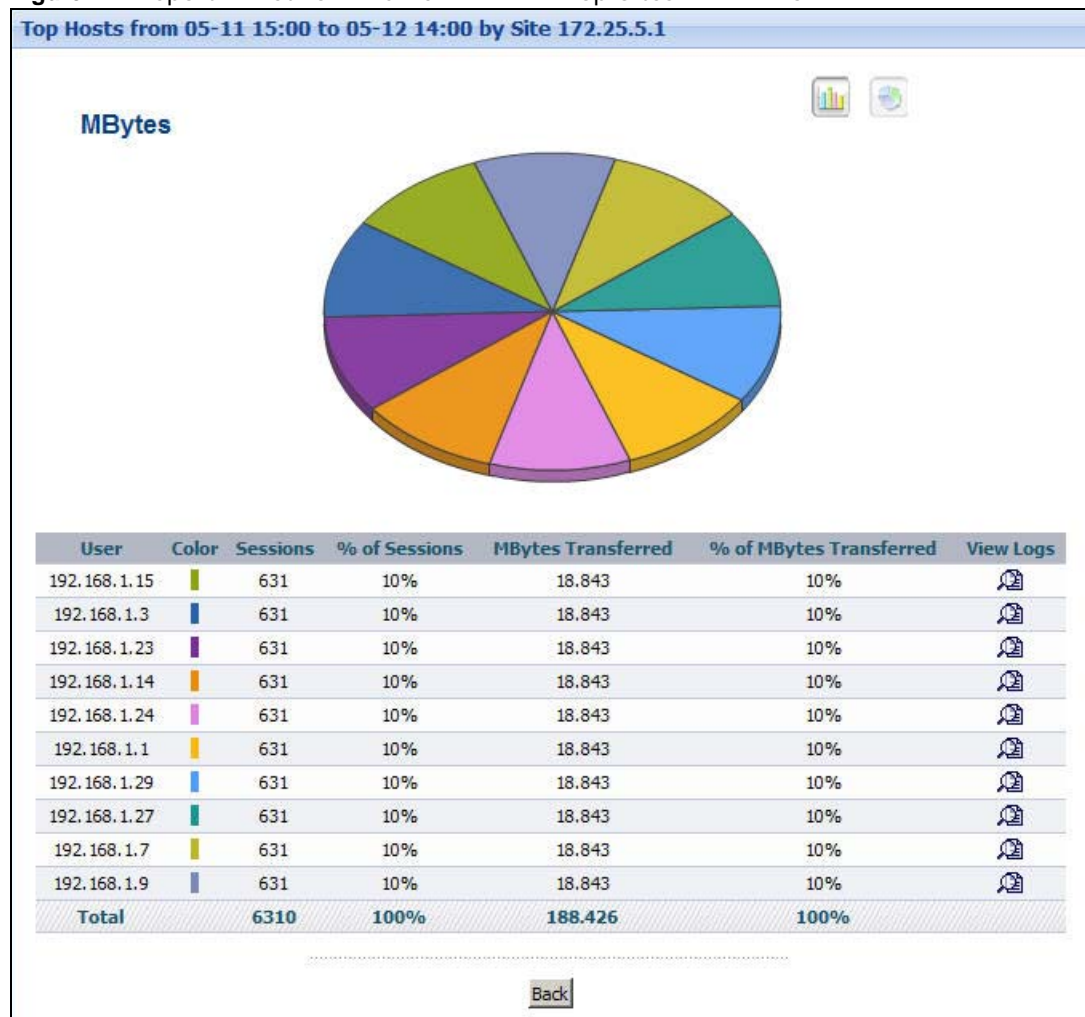 Top Hosts from 05-11 15:00 to 05-12 14:00 by Site 172.25.5.1
MBytes
User Color Sessions % of Sessions MBytes Transferred % of MBytes Transferred View Logs
192.168.1.15 631 10% 18.843 10%
192.168.1.3 631 10% 18.843 10%
192.168.1.23 631 10% 18.843 10%
192.168.1.14 631 10% 18.843 10%
192.168.1.24 631 10% 18.843 10%
192.168.1.1 631 10% 18.843 10%
192.168.1.29 631 10% 18.843 10%
192.168.1.27 631 10% 18.843 10%
192.168.1.7 631 10% 18.843 10%
192.168.1.9 631 10% 18.843 10%
Total 6310 100% 188.426 100%
Back